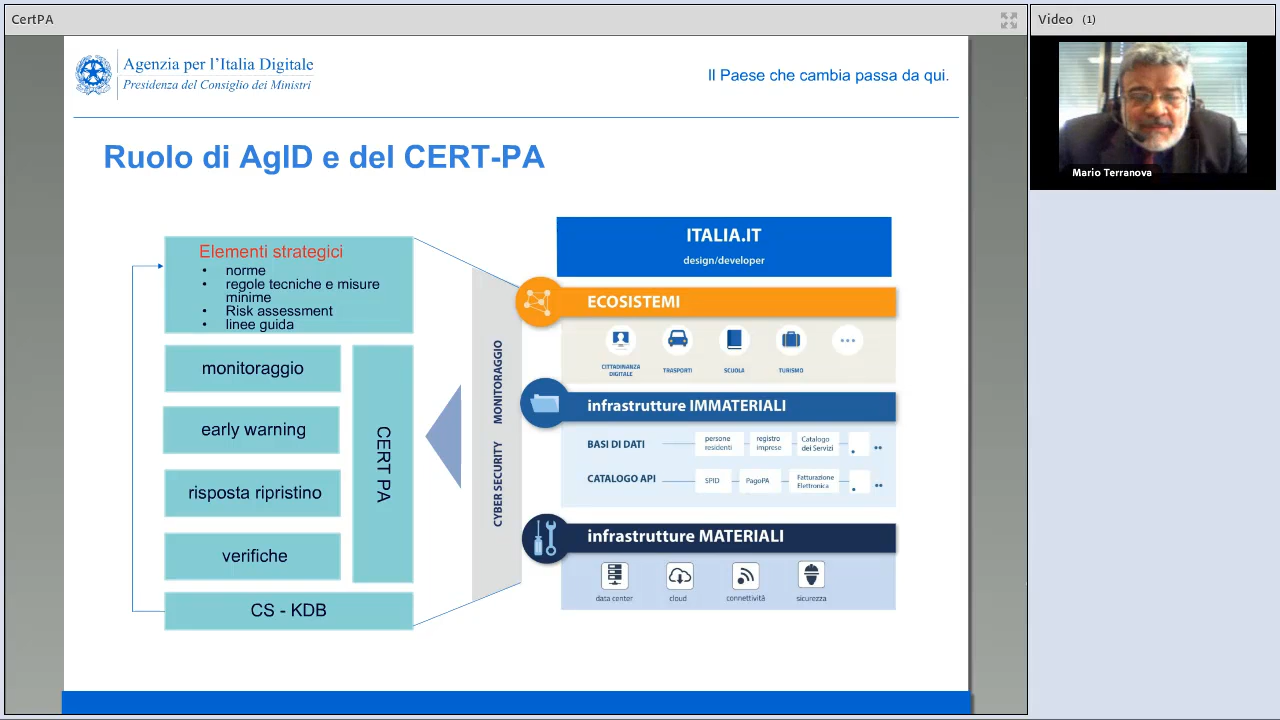 CertPA
Video (1)
Mario Terranova
Agenzia per l'Italia Digitale
Presidenza del Consiglio dei Ministri
Il Paese che cambia passa da qui.
Ruolo di AgID e del CERT-PA
Elementi strategici
• norme
• regole tecniche e misure
minime
• Risk assessment
• linee guida
monitoraggio
early warning
risposta ripristino
verifiche
CERT PA
CS - KDB
CYBER SECURITY MONITORAGGIO
ITALIA.IT
design/developer
ECOSISTEMI
CITTADINANZA
DIGITALE
TRASPORTI
SCUOLA
TURISMO
infrastrutture IMMATERIALI
BASI DI DATI
persone
residenti
registro
imprese
Catalogo
dei Servizi
CATALOGO API
SPID
PagoPA
Fatturazione
Elettronica
infrastrutture MATERIALI
data center
cloud
connettività
sicurezza